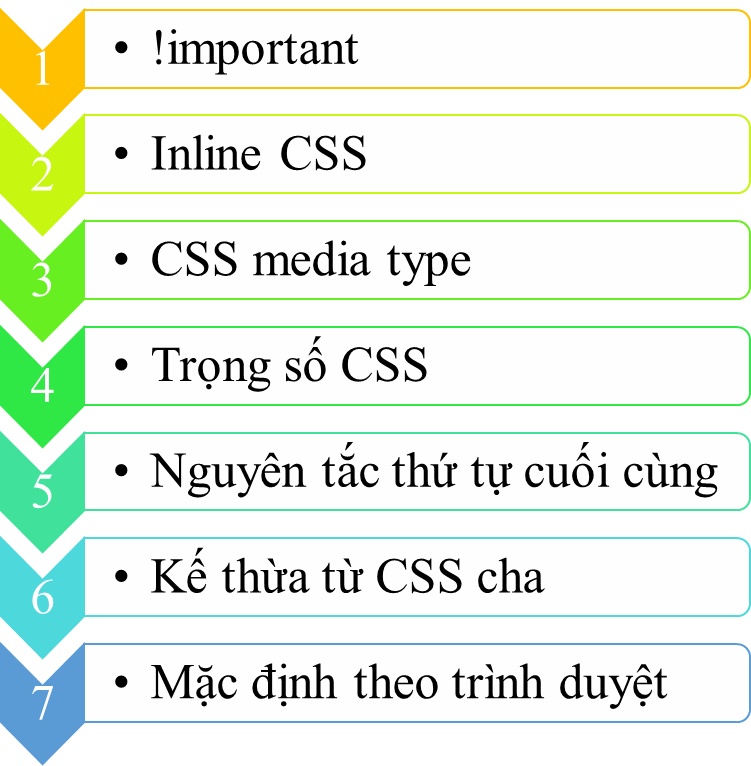 1
• !important
2
• Inline CSS
3
• CSS media type
4
• Trọng số CSS
5
• Nguyên tắc thứ tự cuối cùng
6
• Kế thừa từ CSS cha
7
• Mặc định theo trình duyệt